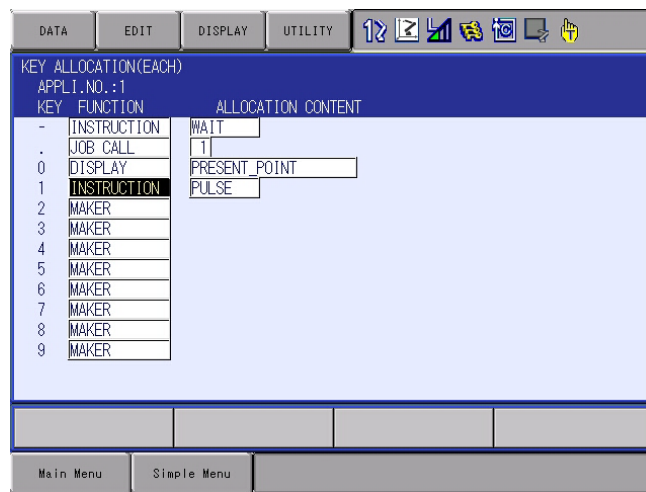 DATA EDIT DISPLAY UTILITY
KEY ALLOCATION(EACH)
APPLI.NO.:1
KEY FUNCTION ALLOCATION CONTENT
- INSTRUCTION WAIT
. JOB CALL 1
0 DISPLAY PRESENT_POINT
1 INSTRUCTION PULSE
2 MAKER
3 MAKER
4 MAKER
5 MAKER
6 MAKER
7 MAKER
8 MAKER
9 MAKER
Main Menu Simple Menu